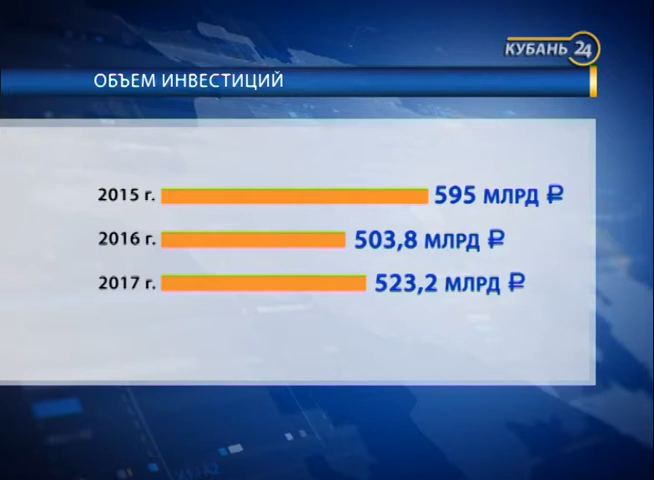 КУБАНЬ 24
ОБЪЕМ ИНВЕСТИЦИЙ
2015 г. 595 МЛРД ₽
2016 г. 503,8 МЛРД ₽
2017 г. 523,2 МЛРД ₽